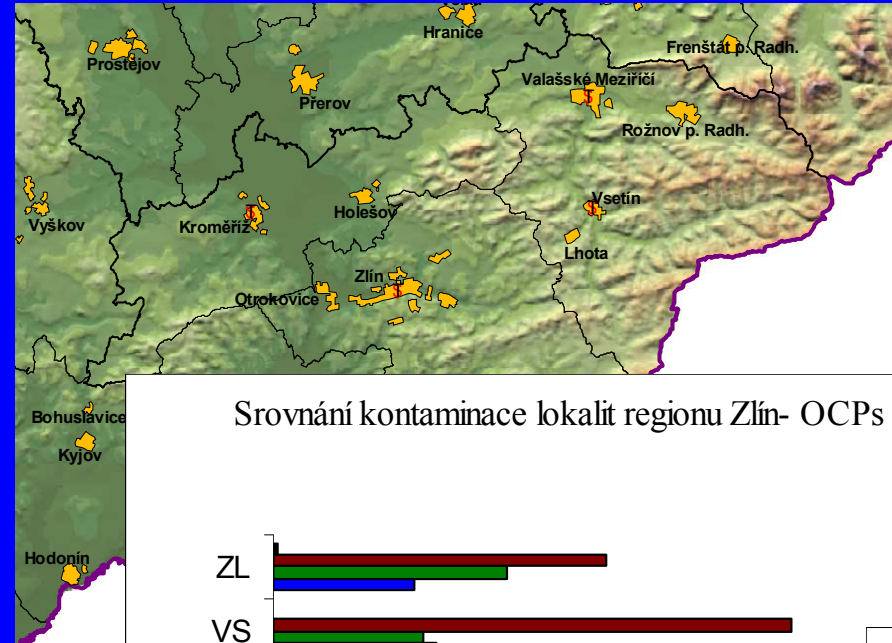 Hranice
Prostějov
Frenštát p. Radh.
Valašské Meziříčí
Přerov
Rožnov p. Radh.
Vsetín
Holešov
Vyškov
Kroměříž
Lhota
Zlín
Otrokovice
Srovnání kontaminace lokalit regionu Zlín- OCPs
Bohuslavice
Kyjov
Hodonín
ZL
VS